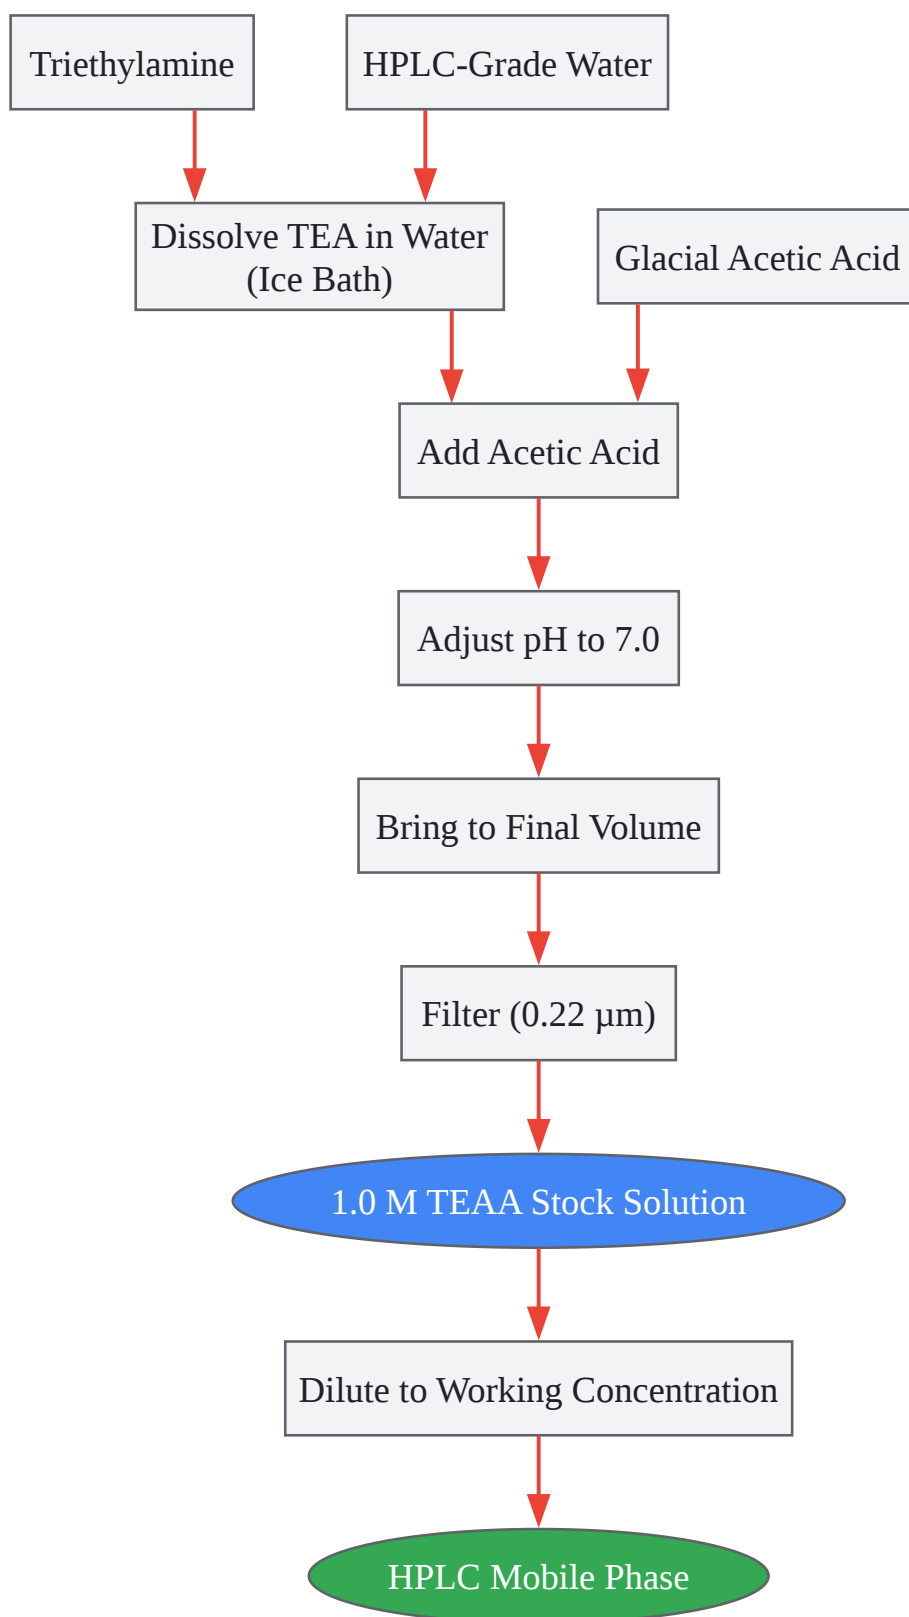 Triethylamine
HPLC-Grade Water
Dissolve TEA in Water
(Ice Bath)
Glacial Acetic Acid
Add Acetic Acid
Adjust pH to 7.0
Bring to Final Volume
Filter (0.22 µm)
1.0 M TEAA Stock Solution
Dilute to Working Concentration
HPLC Mobile Phase